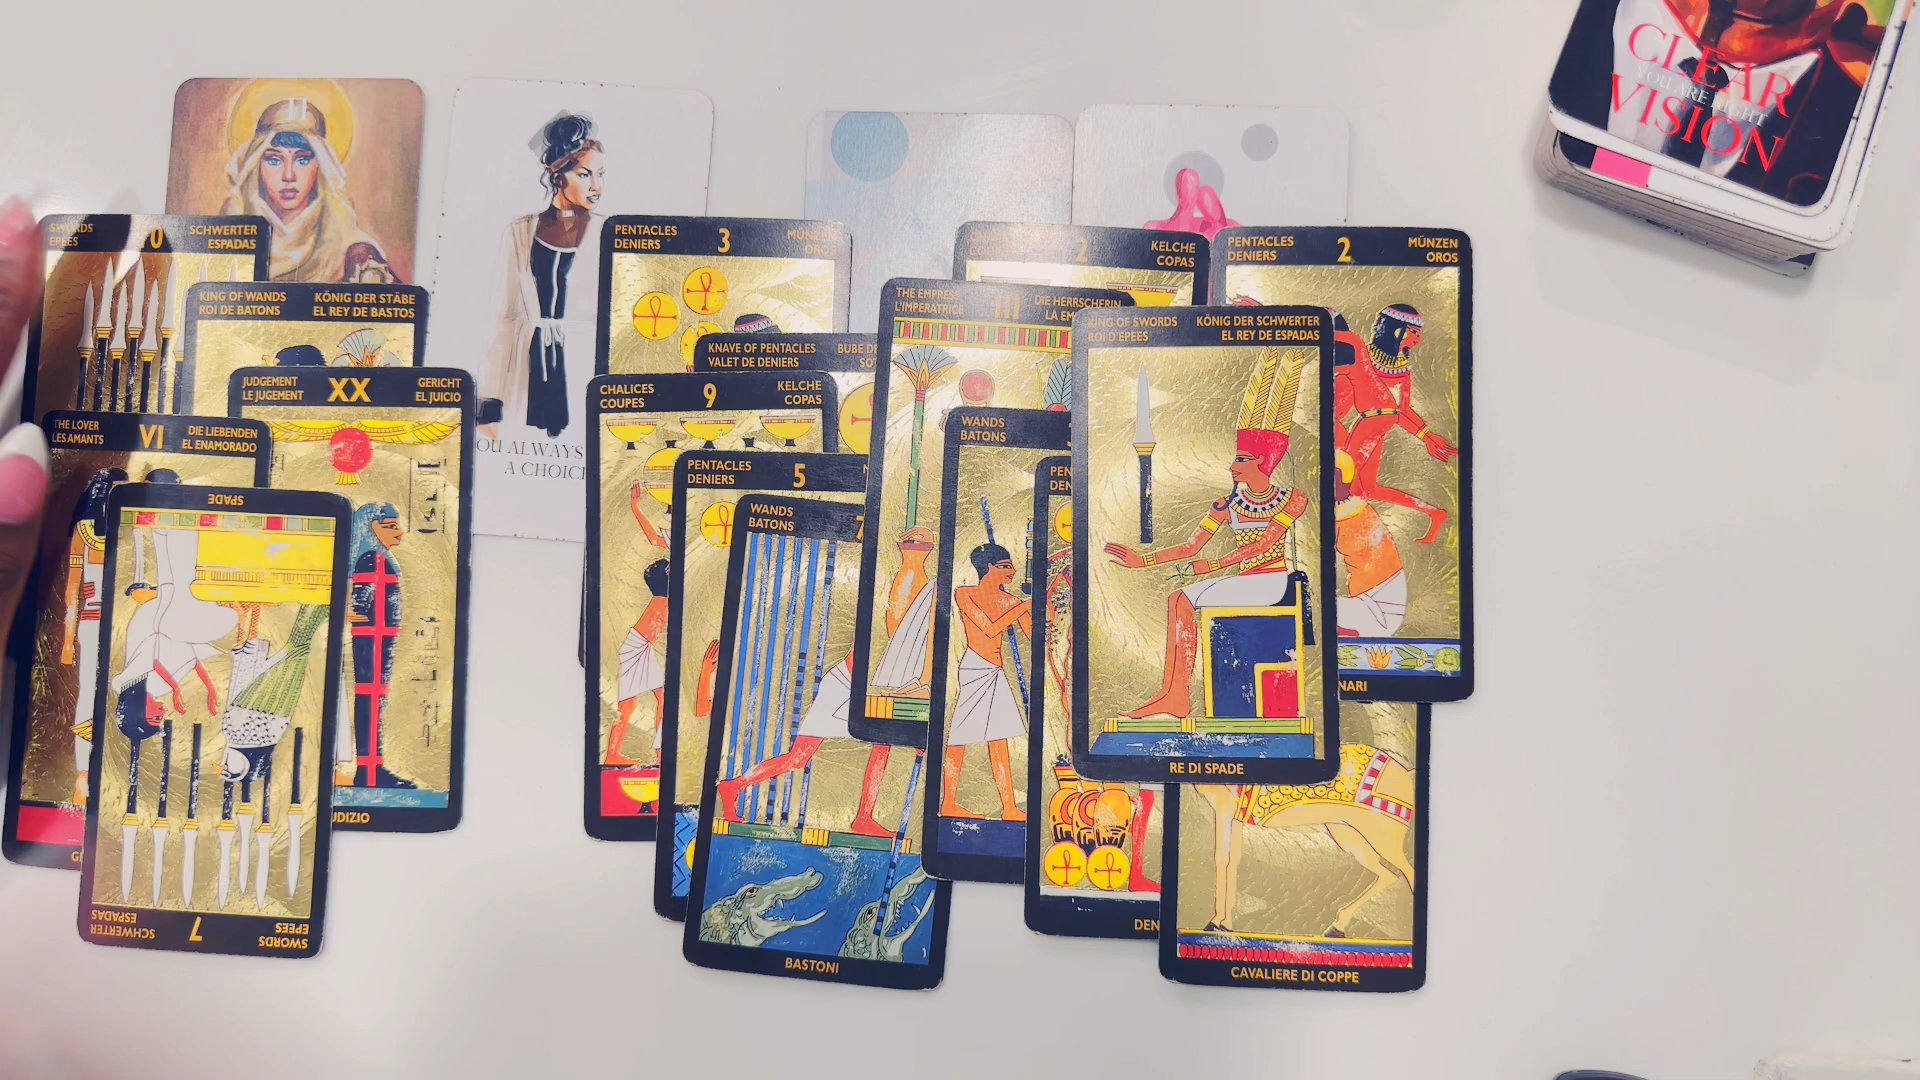 CLEAR
YOU ARE RIGHT
VISION
SWORDS
EPEES
10
SCHWERTER
ESPADAS
KING OF WANDS
ROI DE BATONS
KÖNIG DER STÄBE
EL REY DE BASTOS
JUDGEMENT
LE JUGEMENT
XX
GERICHT
EL JUICIO
THE LOVER
LES AMANTS
VI
DIE LIEBENDEN
EL ENAMORADO
SPADE
7
SWORDS
EPEES
SCHWERTER
ESPADAS
OU ALWAYS
A CHOICE
PENTACLES
DENIERS
3
MÜNZEN
OROS
KNAVE OF PENTACLES
VALET DE DENIERS
BUBE
CHALICES
COUPES
9
KELCHE
COPAS
PENTACLES
DENIERS
5
WANDS
BATONS
7
BASTONI
THE EMPRESS
L'IMPERATRICE
III
DIE HERRSCHERIN
LA
WANDS
BATONS
2
KELCHE
COPAS
PENTACLES
DENIERS
2
MÜNZEN
OROS
KING OF SWORDS
ROI D'EPEES
KÖNIG DER SCHWERTER
EL REY DE ESPADAS
RE DI SPADE
NARI
UDIZIO
DEN
CAVALIERE DI COPPE